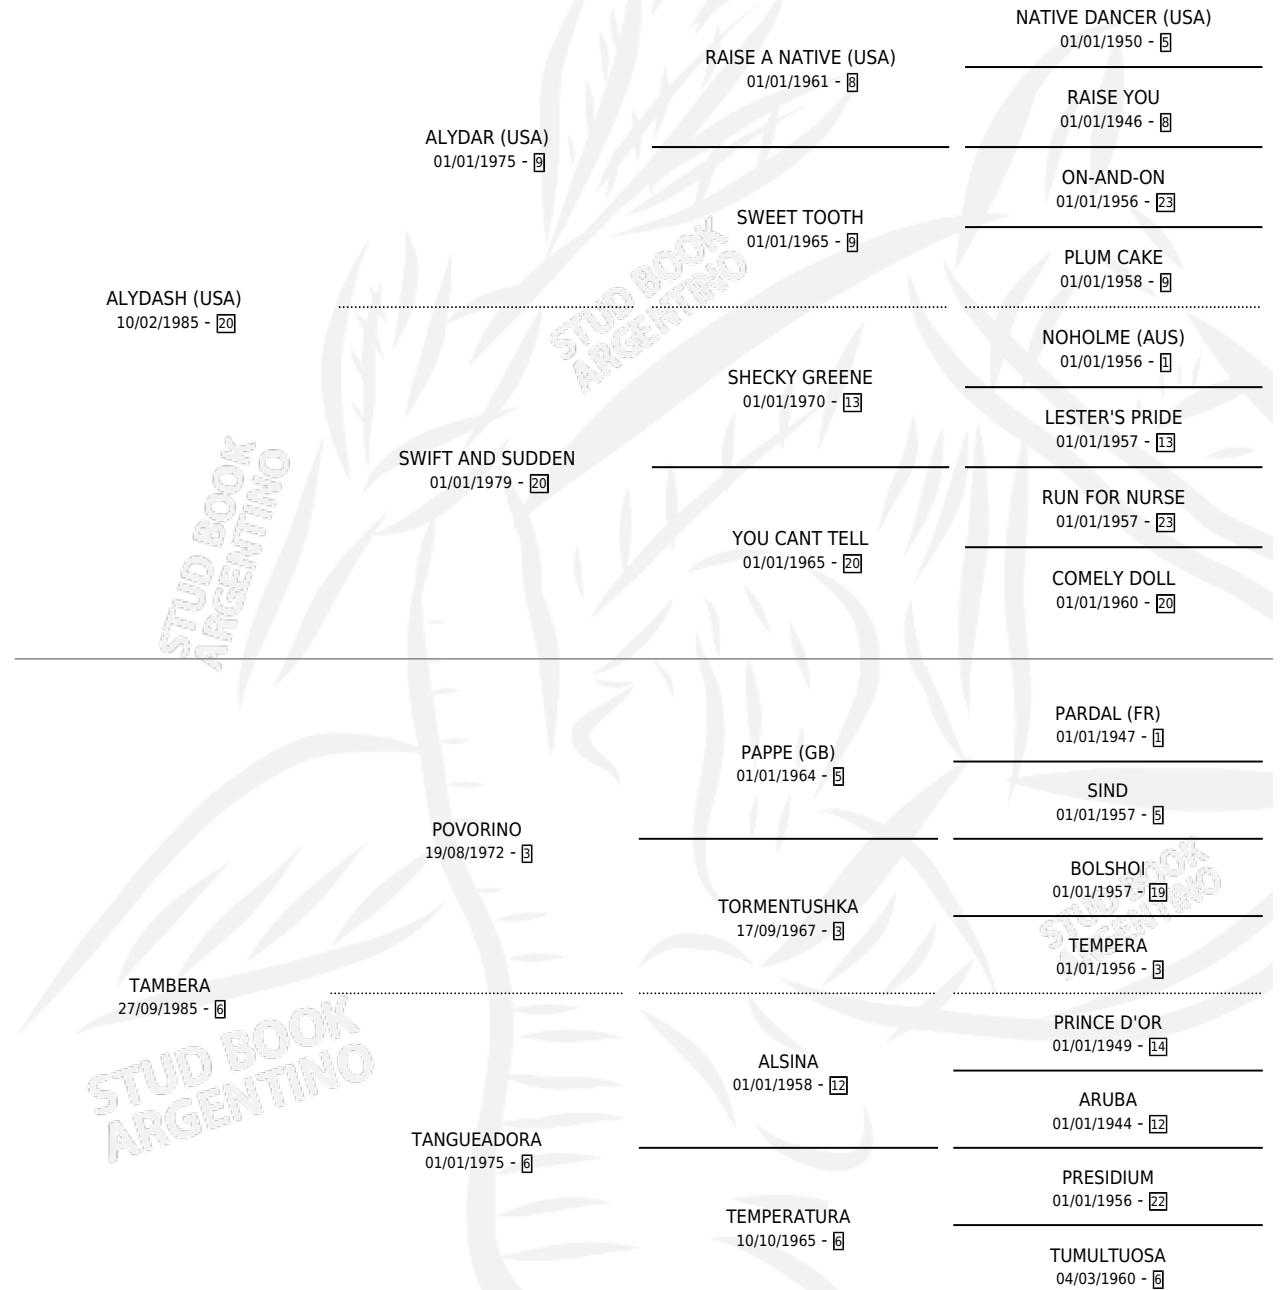 NATIVE DANCER (USA)
01/01/1950 - 5
RAISE A NATIVE (USA)
01/01/1961 - 8
RAISE YOU
01/01/1946 - 8
ALYDAR (USA)
01/01/1975 - 9
ON-AND-ON
01/01/1956 - 23
SWEET TOOTH
01/01/1965 - 9
PLUM CAKE
01/01/1958 - 9
ALYDASH (USA)
10/02/1985 - 20
STUD BOOK
ARGENTINO
NOHOLME (AUS)
01/01/1956 - 1
SHECKY GREENE
01/01/1970 - 13
LESTER'S PRIDE
01/01/1957 - 13
SWIFT AND SUDDEN
01/01/1979 - 20
RUN FOR NURSE
01/01/1957 - 23
YOU CANT TELL
01/01/1965 - 20
COMELY DOLL
01/01/1960 - 20
STUD BOOK
ARGENTINO
PARDAL (FR)
01/01/1947 - 1
PAPPE (GB)
01/01/1964 - 5
SIND
01/01/1957 - 5
POVORINO
19/08/1972 - 3
BOLSHOI
01/01/1957 - 19
TORMENTUSHKA
17/09/1967 - 3
STUD BOOK
ARGENTINO
TEMPERA
01/01/1956 - 3
TAMBERA
27/09/1985 - 6
PRINCE D'OR
01/01/1949 - 14
ALSINA
01/01/1958 - 12
STUD BOOK
ARGENTINO
ARUBA
01/01/1944 - 12
TANGUEADORA
01/01/1975 - 6
PRESIDIUM
01/01/1956 - 22
TEMPERATURA
10/10/1965 - 6
TUMULTUOSA
04/03/1960 - 6